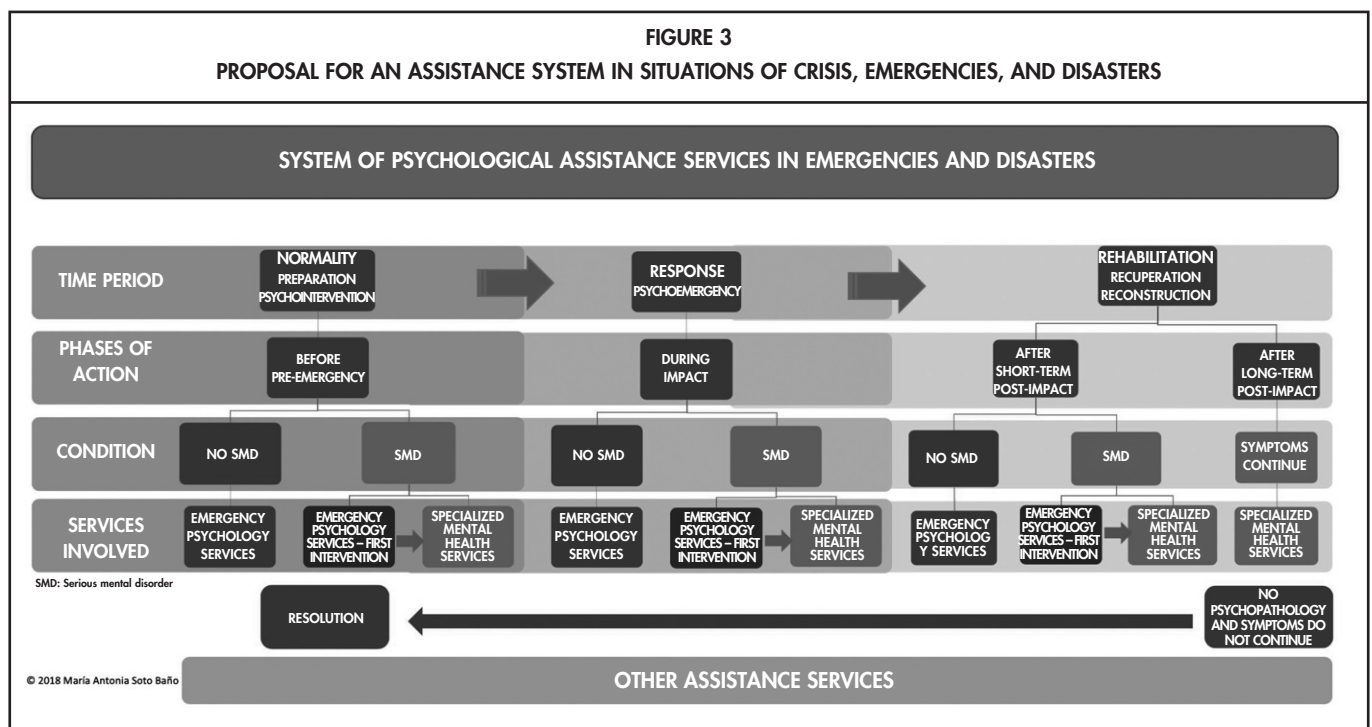 FIGURE 3
PROPOSAL FOR AN ASSISTANCE SYSTEM IN SITUATIONS OF CRISIS, EMERGENCIES, AND DISASTERS
SYSTEM OF PSYCHOLOGICAL ASSISTANCE SERVICES IN EMERGENCIES AND DISASTERS
TIME PERIOD
NORMALITY
PREPARATION
PSYCHOINTERVENTION
RESPONSE
PSYCHOEMERGENCY
REHABILITATION
RECUPERATION
RECONSTRUCTION
PHASES OF
ACTION
BEFORE
PRE-EMERGENCY
DURING
IMPACT
AFTER
SHORT-TERM
POST-IMPACT
AFTER
LONG-TERM
POST-IMPACT
CONDITION
NO SMD
SMD
NO SMD
SMD
NO SMD
SMD
SYMPTOMS
CONTINUE
SERVICES
INVOLVED
EMERGENCY
PSYCHOLOGY
SERVICES
EMERGENCY
PSYCHOLOGY
SERVICES – FIRST
INTERVENTION
SPECIALIZED
MENTAL
HEALTH
SERVICES
EMERGENCY
PSYCHOLOGY
SERVICES
EMERGENCY
PSYCHOLOGY
SERVICES – FIRST
INTERVENTION
SPECIALIZED
MENTAL
HEALTH
SERVICES
EMERGENCY
PSYCHOLOG
Y SERVICES
EMERGENCY
PSYCHOLOGY
SERVICES – FIRST
INTERVENTION
SPECIALIZED
MENTAL
HEALTH
SERVICES
SPECIALIZED
MENTAL
HEALTH
SERVICES
SMD: Serious mental disorder
RESOLUTION
NO
PSYCHOPATHOLOGY
AND SYMPTOMS DO
NOT CONTINUE
© 2018 María Antonia Soto Baño
OTHER ASSISTANCE SERVICES